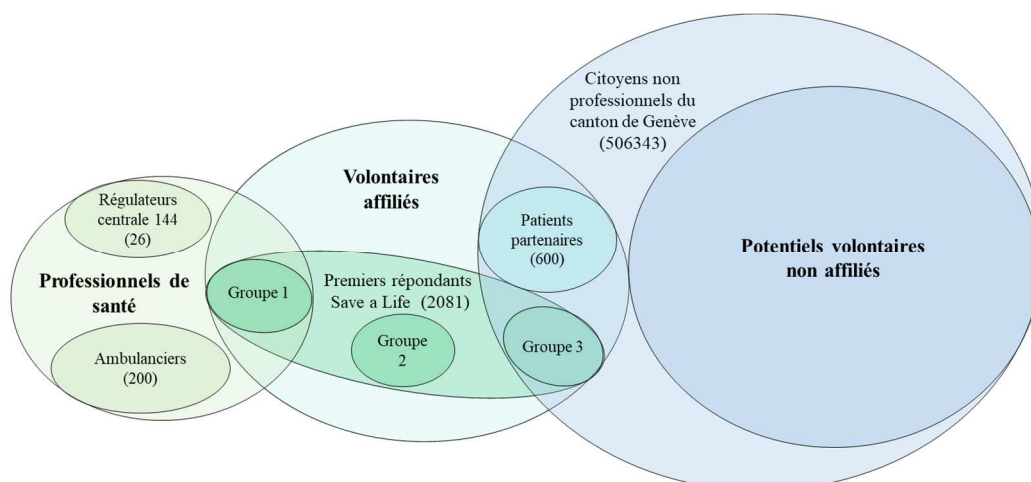 Régulateurs
centrale 144
(26)
Professionnels de
santé
Ambulanciers
(200)
Volontaires
affiliés
Groupe 1
Premiers répondants
Save a Life (2081)
Groupe
2
Groupe 3
Patients
partenaires
(600)
Citoyens non
professionnels du
canton de Genève
(506343)
Potentiels volontaires
non affiliés